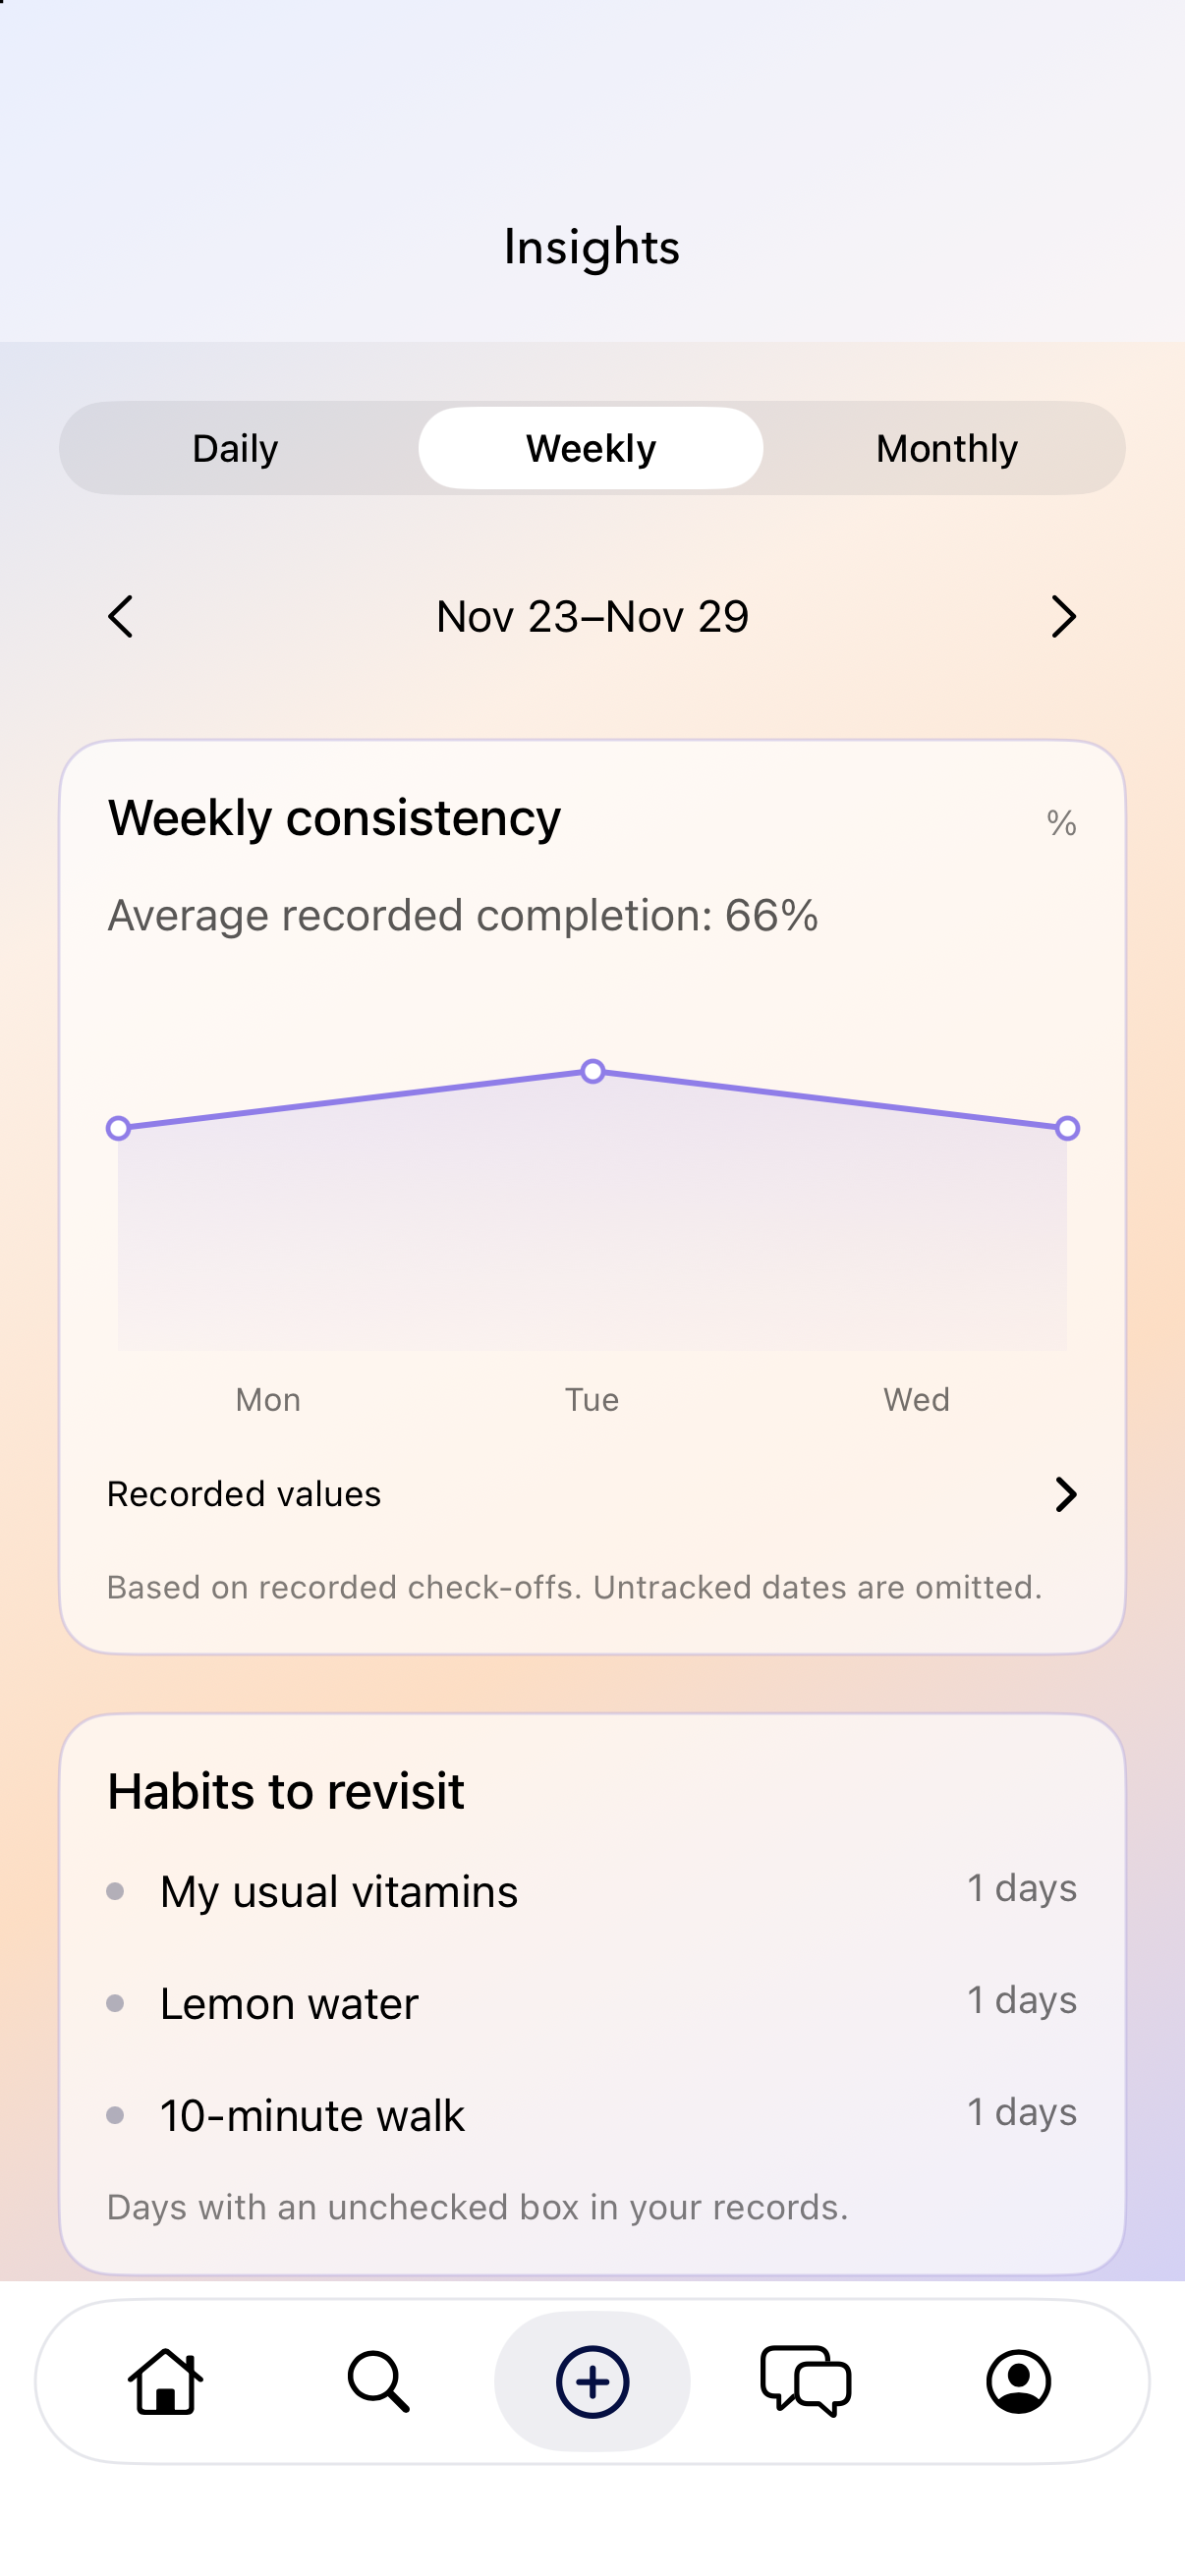 Insights
Daily Weekly Monthly
Nov 23–Nov 29
Weekly consistency %
Average recorded completion: 66%
Mon Tue Wed
Recorded values
Based on recorded check-offs. Untracked dates are omitted.
Habits to revisit
My usual vitamins 1 days
Lemon water 1 days
10-minute walk 1 days
Days with an unchecked box in your records.